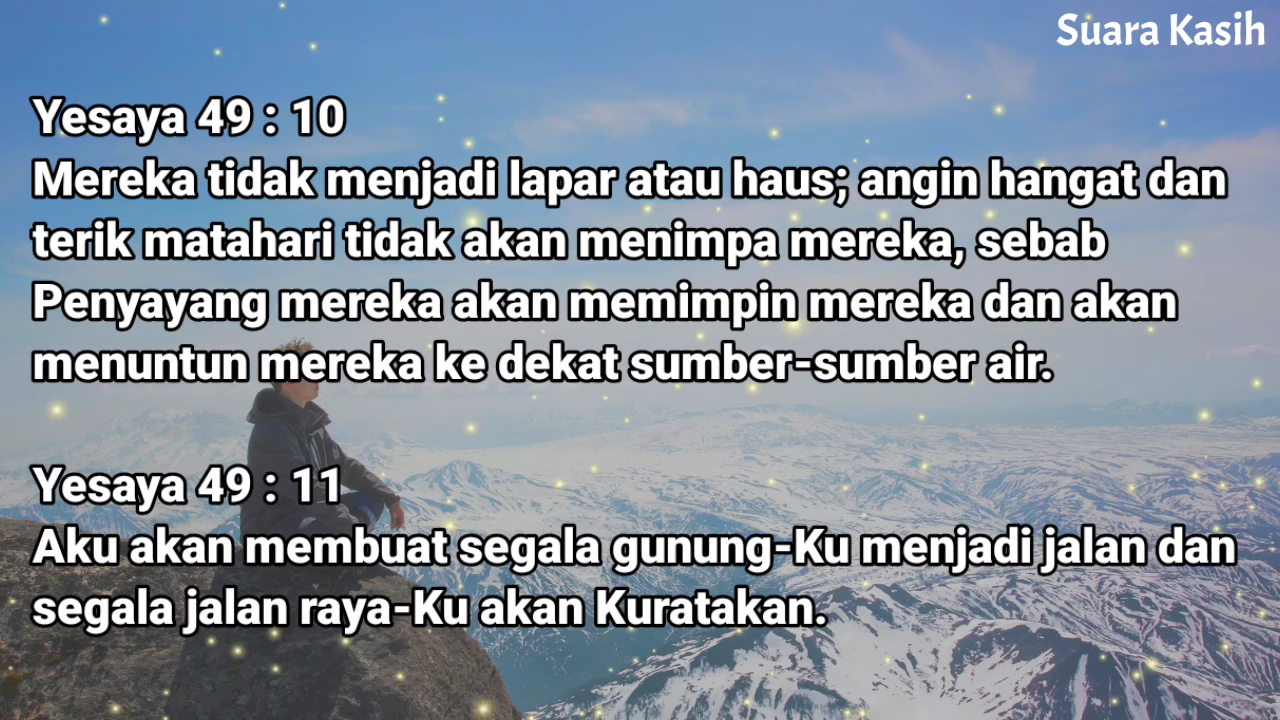 Suara Kasih
Yesaya 49 : 10
Mereka tidak menjadi lapar atau haus; angin hangat dan
terik matahari tidak akan menimpa mereka, sebab
Penyayang mereka akan memimpin mereka dan akan
menuntun mereka ke dekat sumber-sumber air.
Yesaya 49 : 11
Aku akan membuat segala gunung-Ku menjadi jalan dan
segala jalan raya-Ku akan Kuratakan.